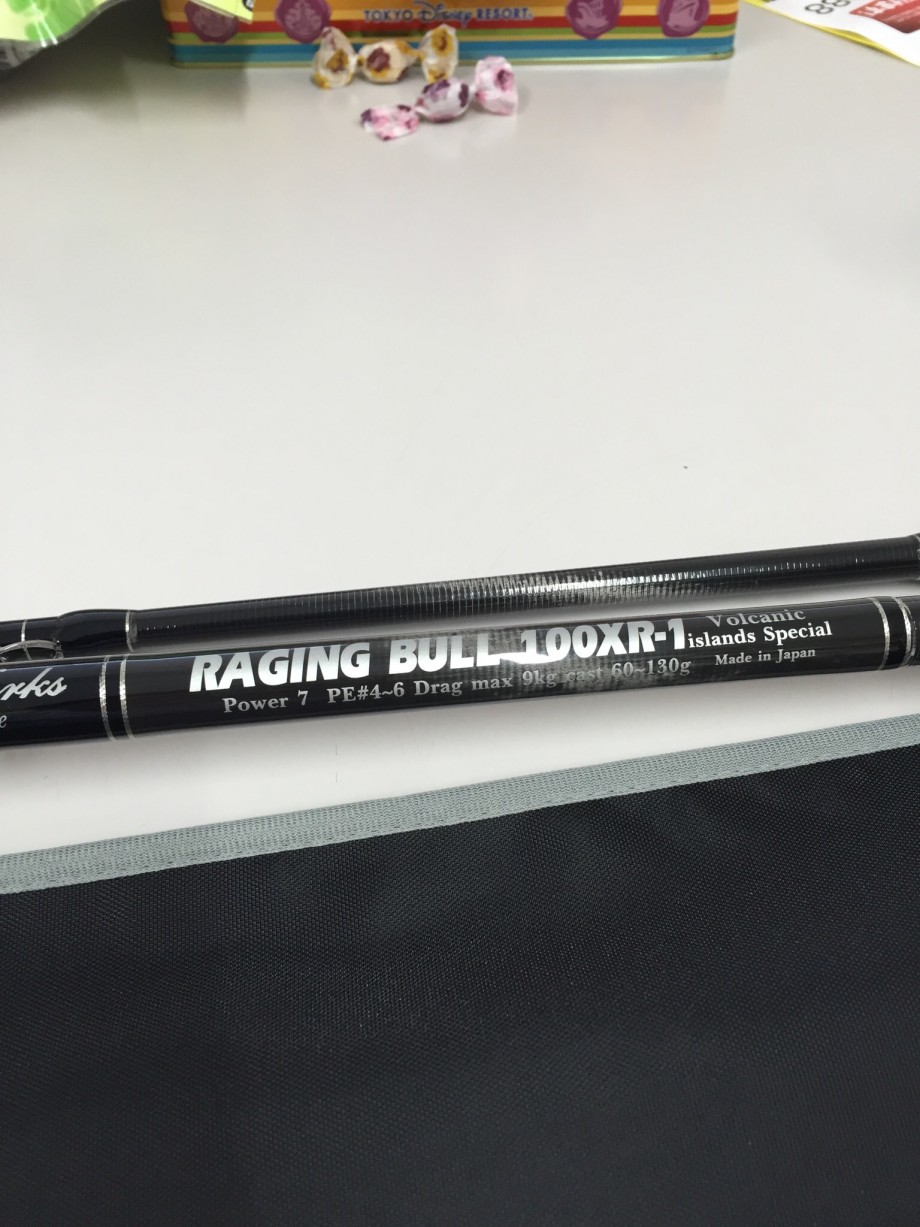 TOKYO Disney RESORT
rks
RAGING BULL 100XR-1
Volcanic
islands Special
Power 7 PE#4~6 Drag max 9kg cast 60~130g
Made in Japan